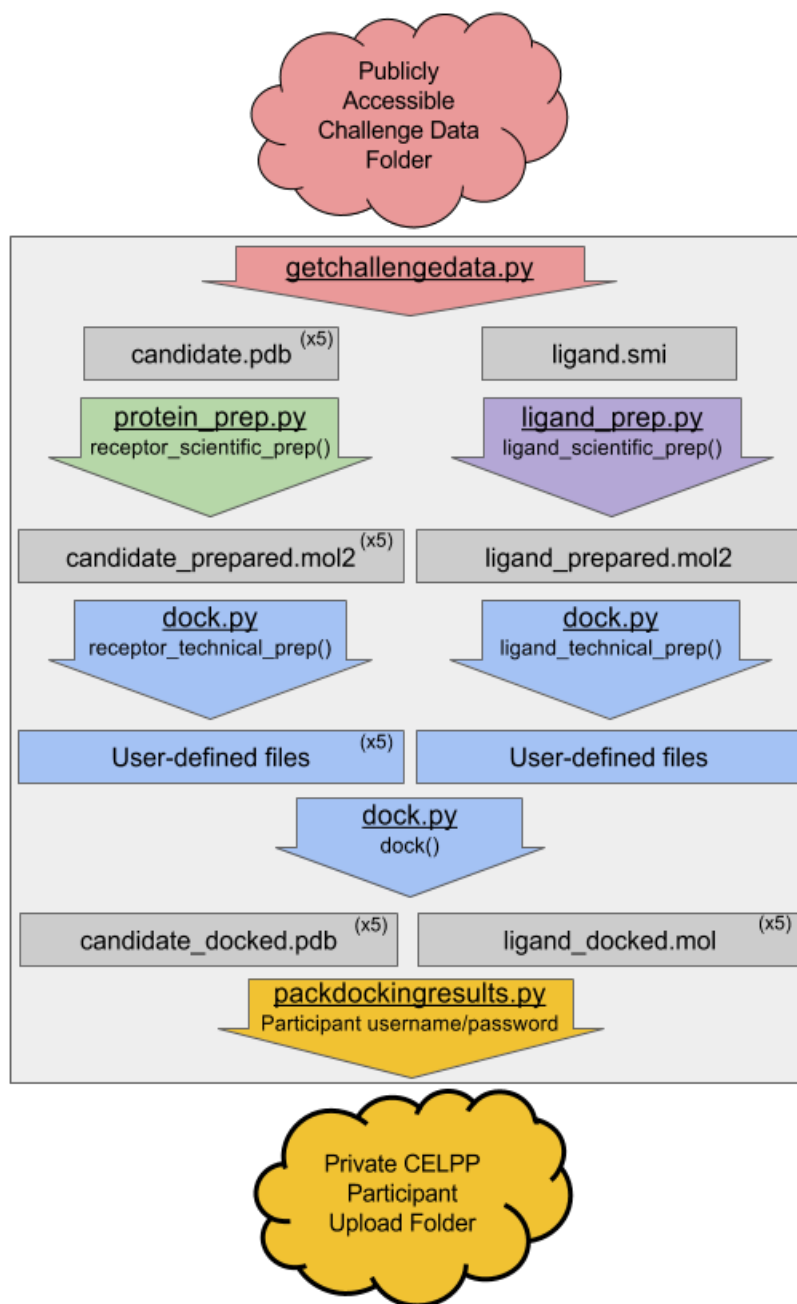 Publicly
Accessible
Challenge Data
Folder
getchallengedata.py
candidate.pdb (x5)
ligand.smi
protein_prep.py
receptor_scientific_prep()
ligand_prep.py
ligand_scientific_prep()
candidate_prepared.mol2 (x5)
ligand_prepared.mol2
dock.py
receptor_technical_prep()
dock.py
ligand_technical_prep()
User-defined files (x5)
User-defined files
dock.py
dock()
candidate_docked.pdb (x5)
ligand_docked.mol (x5)
packdockingresults.py
Participant username/password
Private CELPP
Participant
Upload Folder